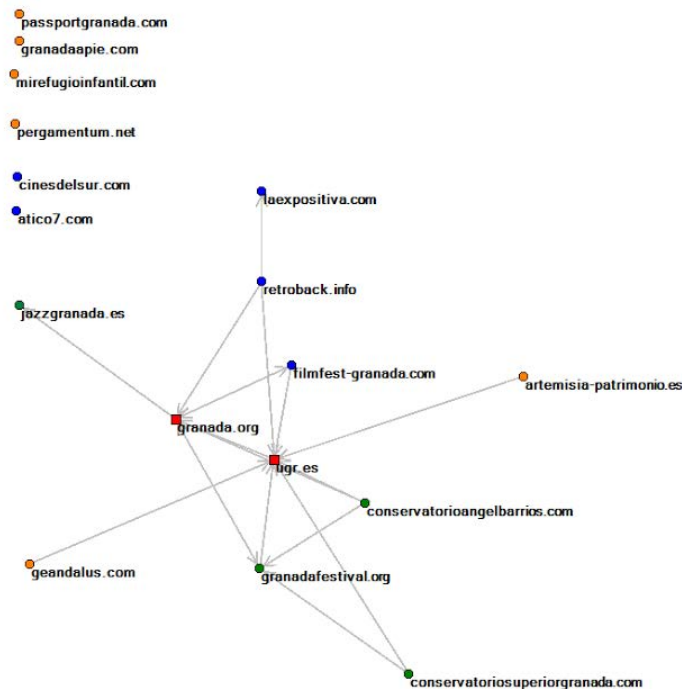 passportgranada.com
granadaapie.com
mirefugioinfantil.com
pergamentum.net
cinesdelsur.com
laexpositiva.com
atico7.com
retroback.info
jazzgranada.es
filmfest-granada.com
artemisia-patrimonio.es
granada.org
ugr.es
conservatorioangelbarrios.com
geandalus.com
granadafestival.org
conservatoriosuperiorgranada.com